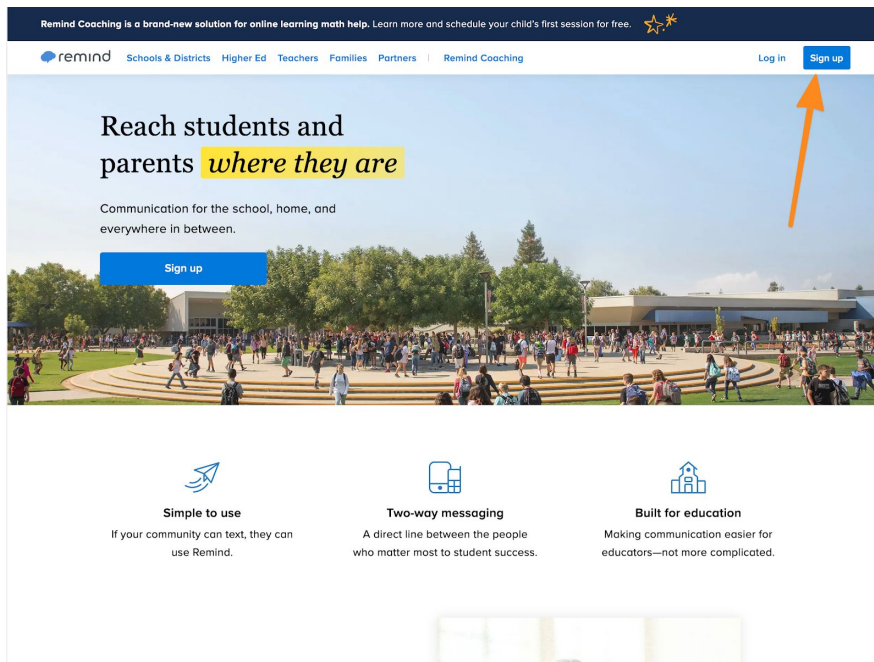 Remind Coaching is a brand-new solution for online learning math help. Learn more and schedule your child's first session for free.
remind Schools & Districts Higher Ed Teachers Families Partners | Remind Coaching Log in Sign up
Reach students and
parents where they are
Communication for the school, home, and
everywhere in between.
Sign up
Simple to use
If your community can text, they can
use Remind.
Two-way messaging
A direct line between the people
who matter most to student success.
Built for education
Making communication easier for
educators—not more complicated.